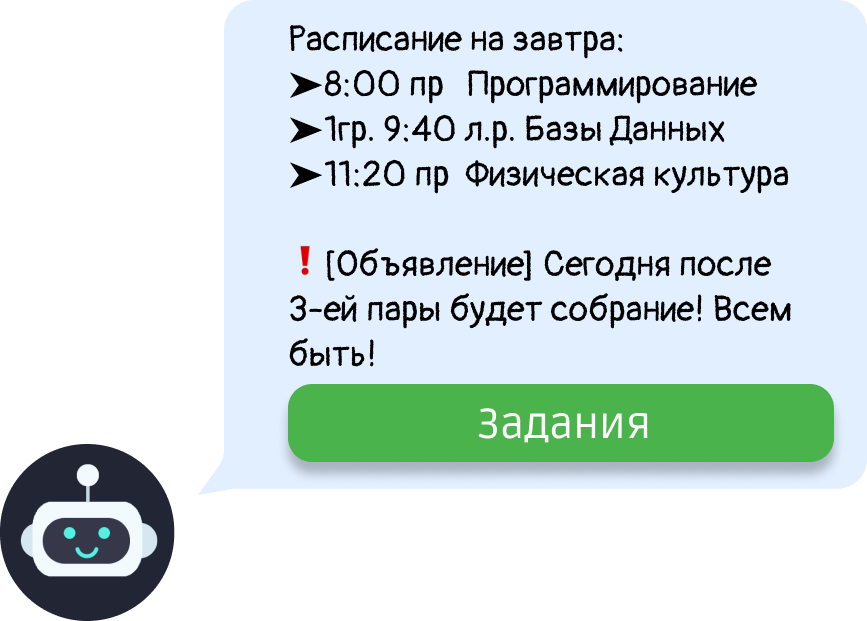 Расписание на завтра:
➤8:00 пр Программирование
➤1гр. 9:40 л.р. Базы Данных
➤11:20 пр Физическая культура
❗ [Объявление] Сегодня после
3-ей пары будет собрание! Всем
быть!
Задания